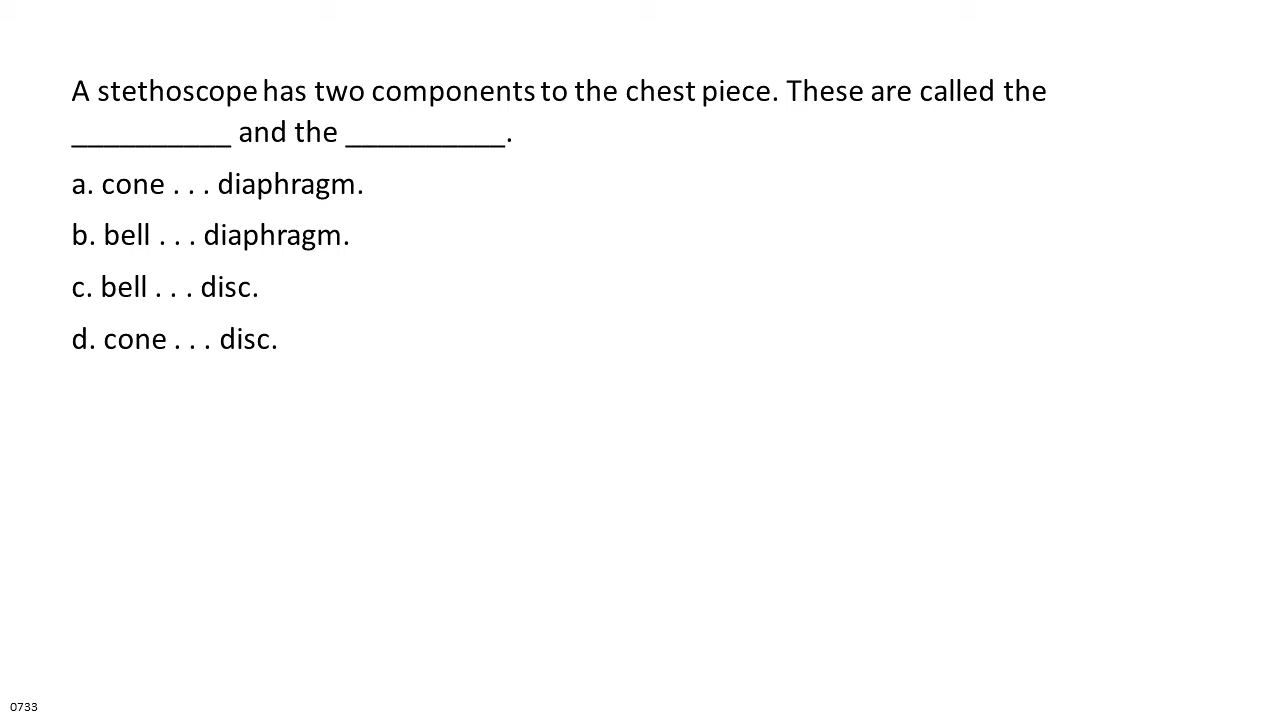 A stethoscope has two components to the chest piece. These are called the
__________ and the __________.
a. cone . . . diaphragm.
b. bell . . . diaphragm.
c. bell . . . disc.
d. cone . . . disc.
0733